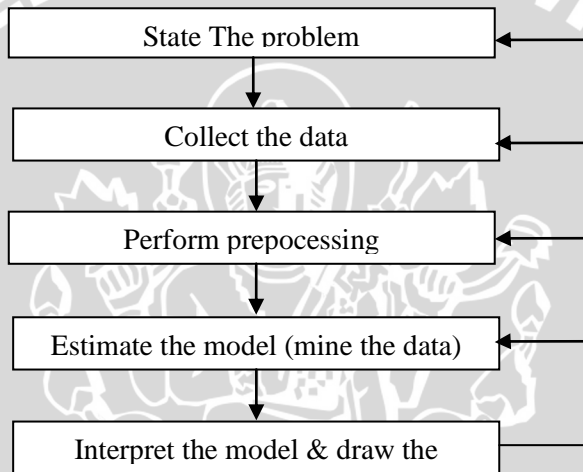 State The problem
Collect the data
Perform prepocessing
Estimate the model (mine the data)
Interpret the model & draw the